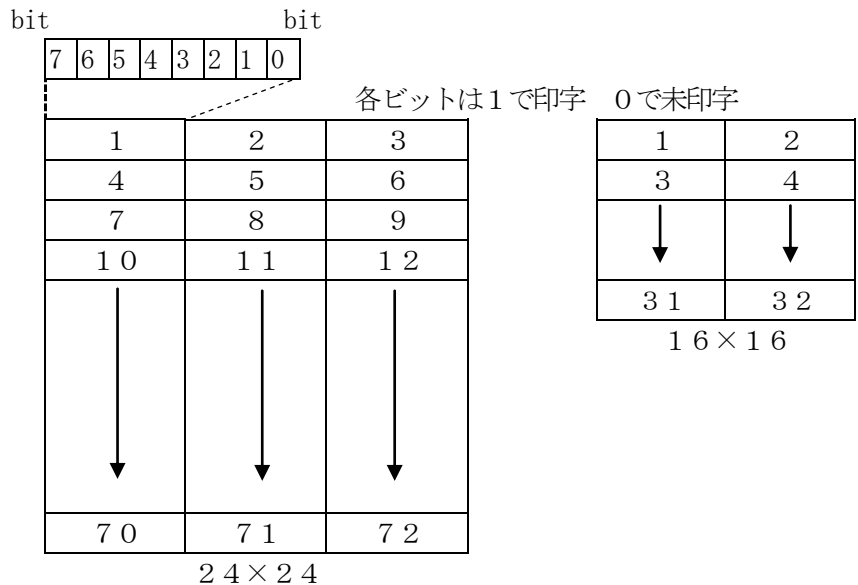 bit bit
7 6 5 4 3 2 1 0
各ビットは１で印字　０で未印字
１ ２ ３
４ ５ ６
７ ８ ９
１０ １１ １２
７０ ７１ ７２
２４×２４
１ ２
３ ４
３１ ３２
１６×１６